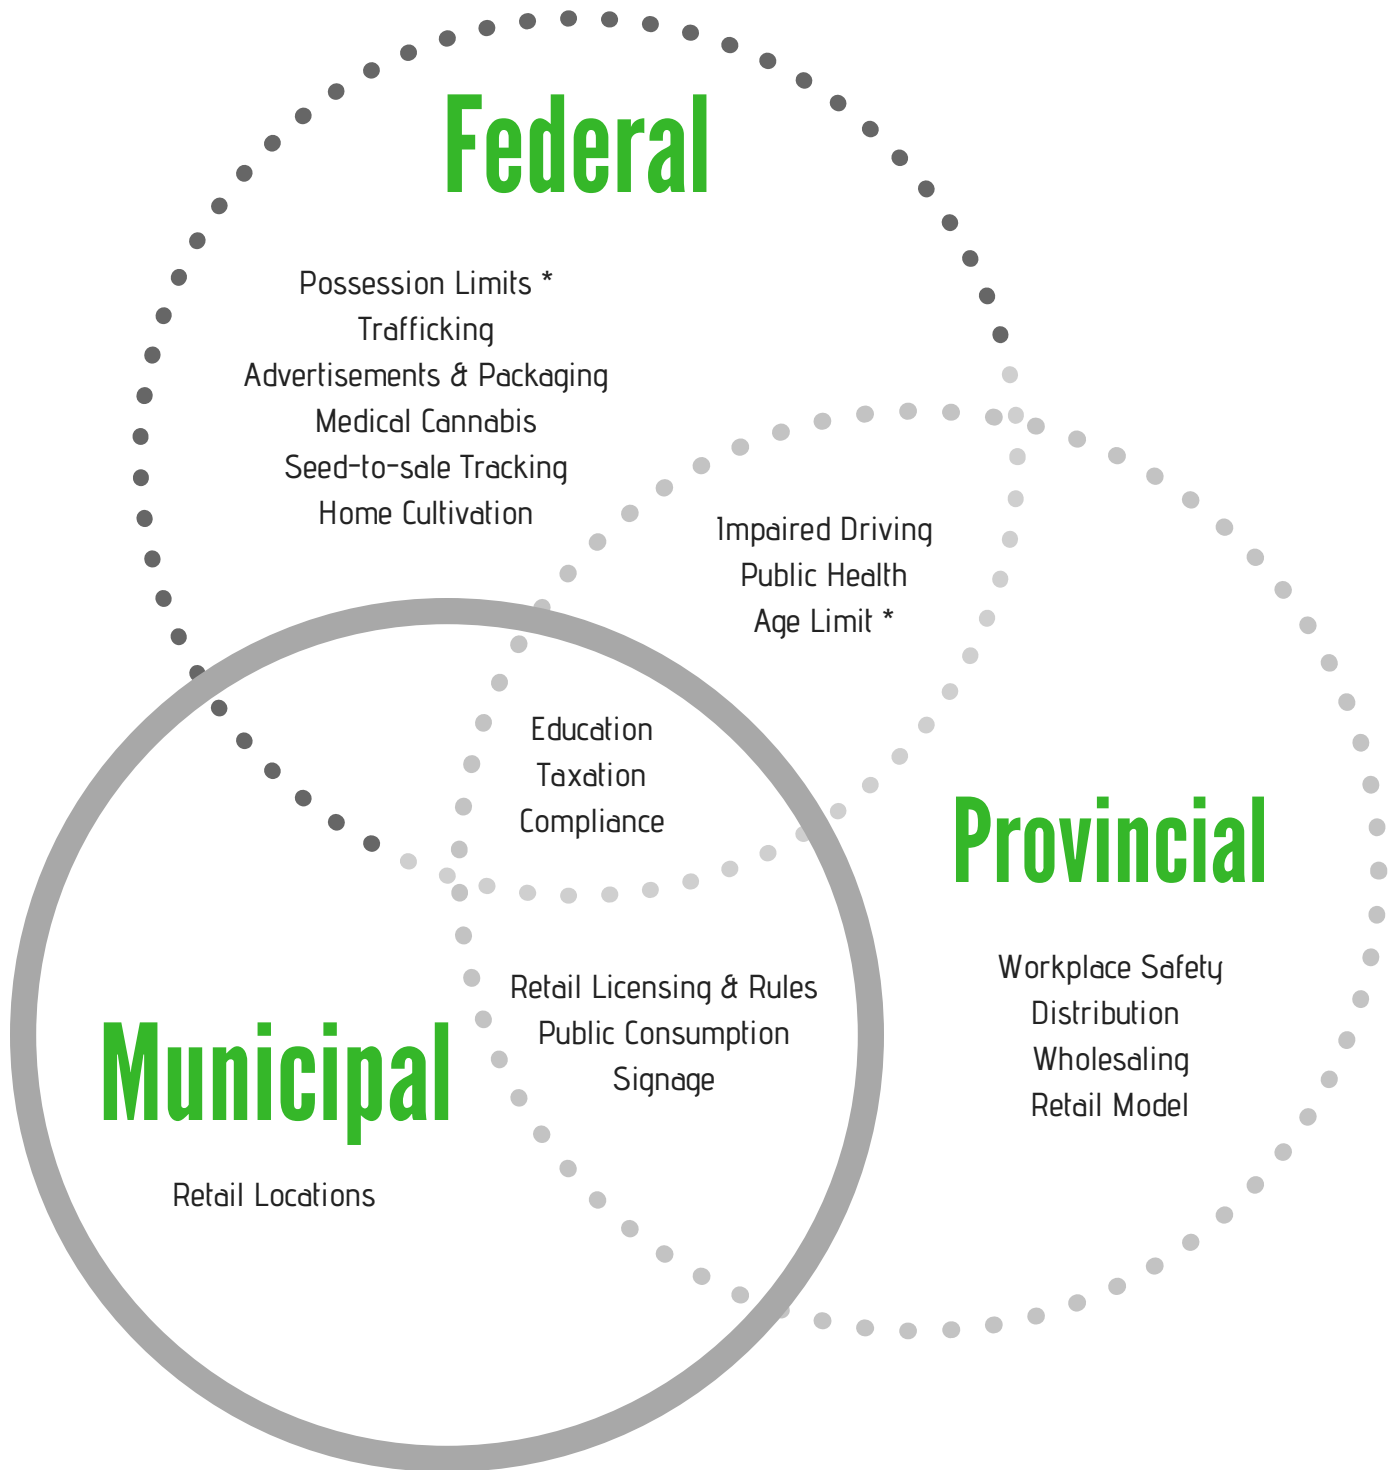 Federal
Possession Limits *
Trafficking
Advertisements & Packaging
Medical Cannabis
Seed-to-sale Tracking
Home Cultivation
Impaired Driving
Public Health
Age Limit *
Education
Taxation
Compliance
Provincial
Workplace Safety
Distribution
Wholesaling
Retail Model
Retail Licensing & Rules
Public Consumption
Signage
Municipal
Retail Locations